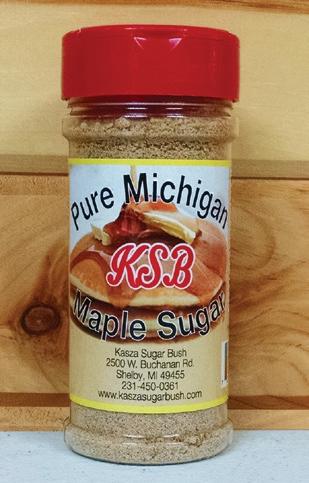 Pure Michigan
KSB
Maple Sugar
Kasza Sugar Bush
2500 W. Buchanan Rd.
Shelby, MI 49455
231-450-0361
www.kaszasugarbush.com